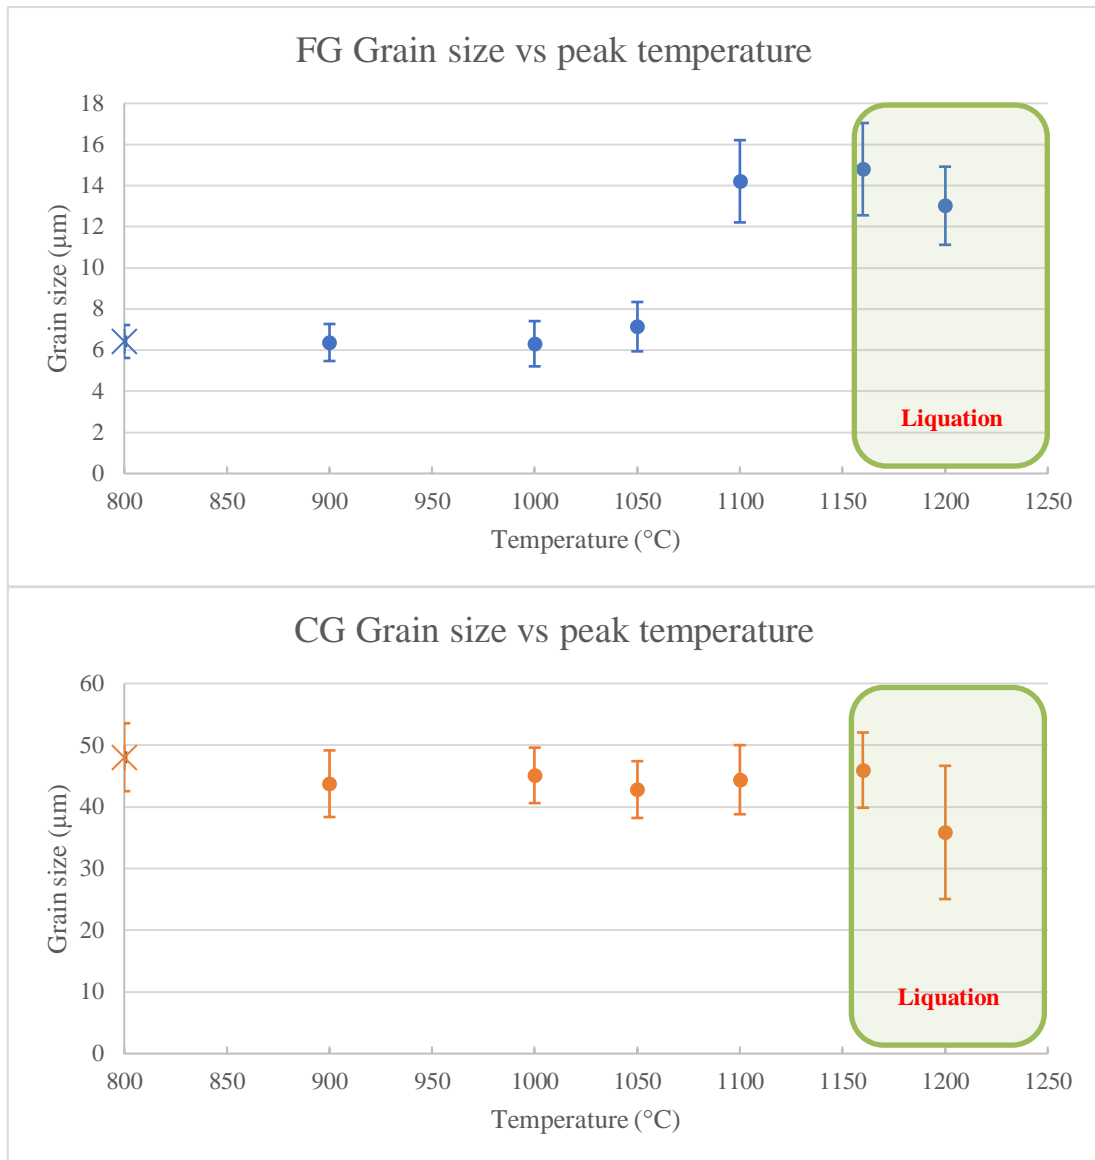 FG Grain size vs peak temperature
Grain size (µm)
18
16
14
12
10
8
6
4
2
0
Liquation
800 850 900 950 1000 1050 1100 1150 1200 1250
Temperature (°C)
CG Grain size vs peak temperature
Grain size (µm)
60
50
40
30
20
10
0
Liquation
800 850 900 950 1000 1050 1100 1150 1200 1250
Temperature (°C)